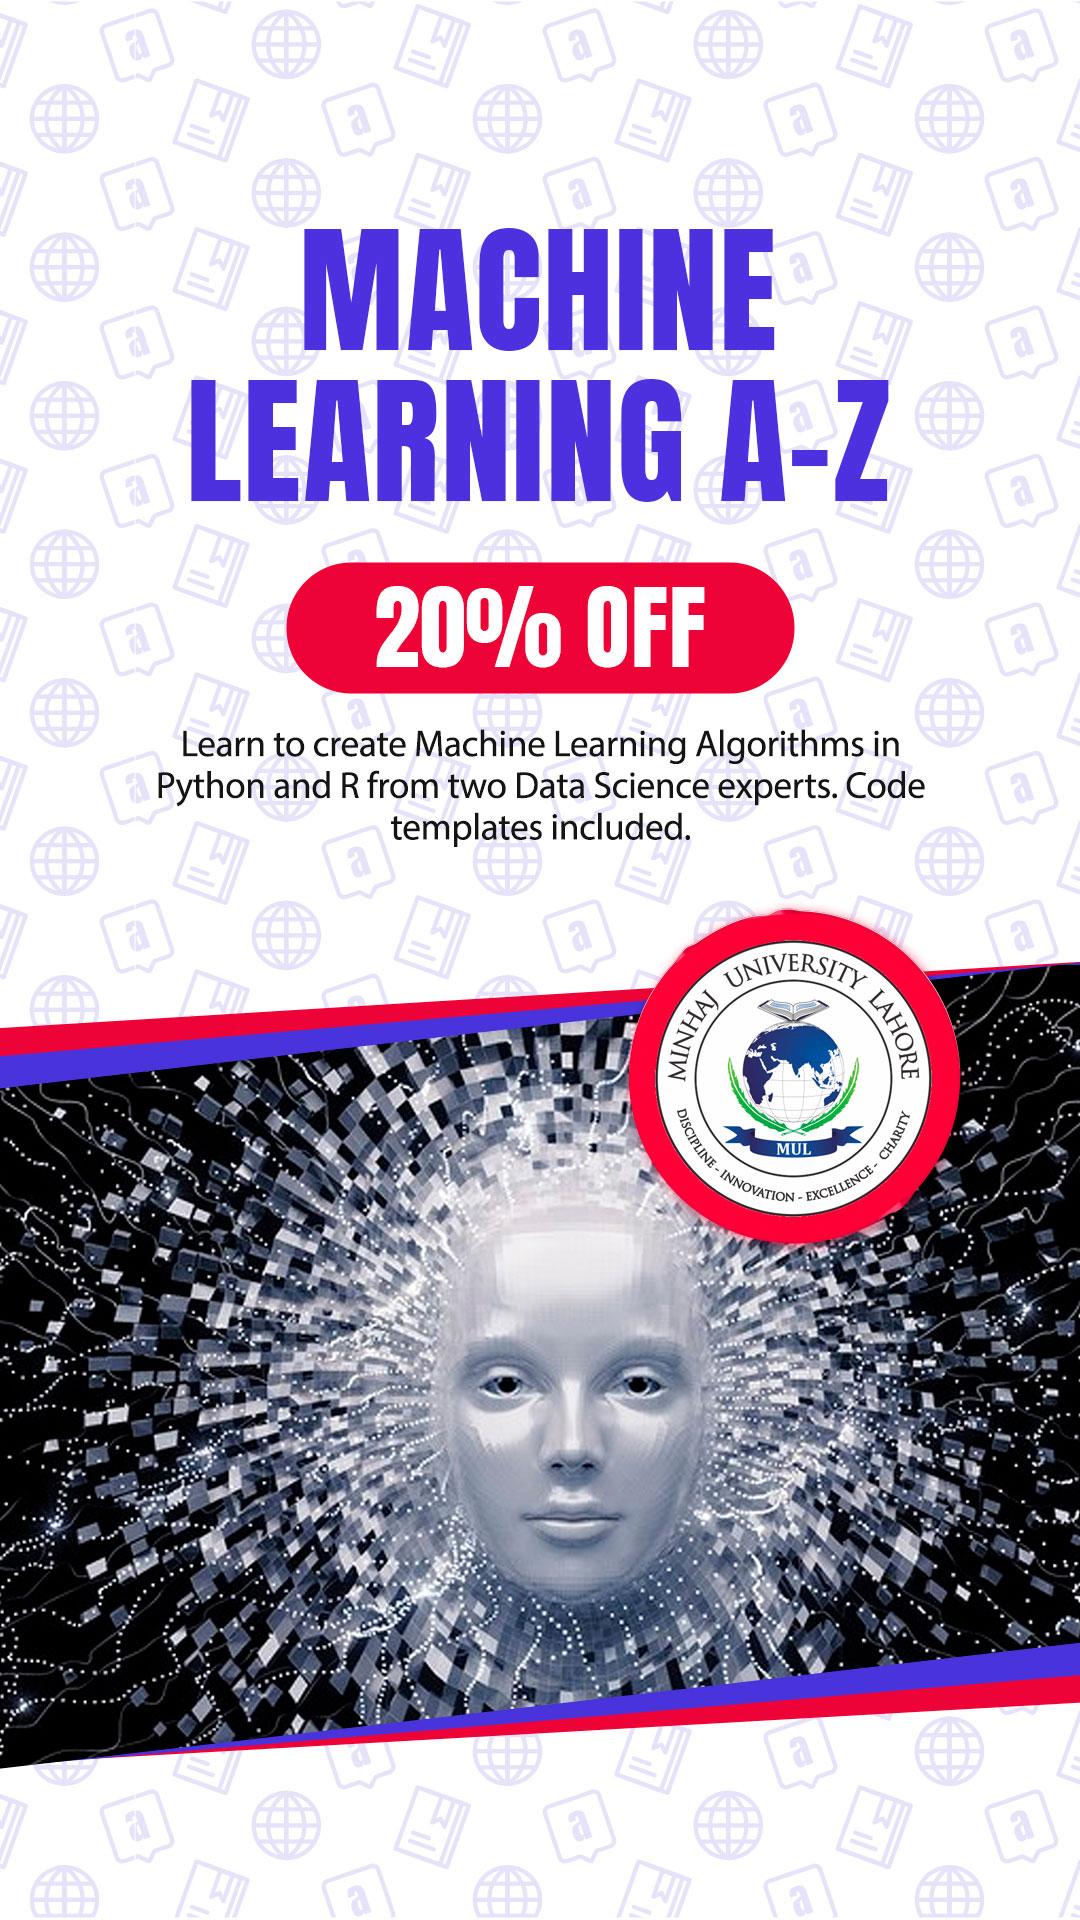 MACHINE
LEARNING A-Z
20% OFF
Learn to create Machine Learning Algorithms in
Python and R from two Data Science experts. Code
templates included.
MINHAJ UNIVERSITY LAHORE
MUL
DISCIPLINE - INNOVATION - EXCELLENCE - CHARITY